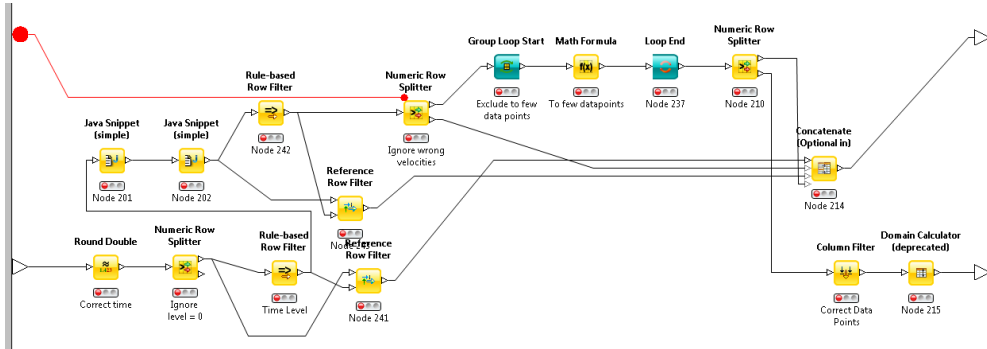 Group Loop Start
Exclude to few
data points
Math Formula
f(x)
To few datapoints
Loop End
Node 237
Numeric Row
Splitter
Node 210
Rule-based
Row Filter
Node 242
Numeric Row
Splitter
Ignore wrong
velocities
Java Snippet
(simple)
Node 201
Java Snippet
(simple)
Node 202
Concatenate
(Optional in)
Node 214
Reference
Row Filter
Round Double
Correct time
Numeric Row
Splitter
Ignore
level = 0
Rule-based
Row Filter
Time Level
Reference
Row Filter
Node 241
Column Filter
Correct Data
Points
Domain Calculator
(deprecated)
Node 215